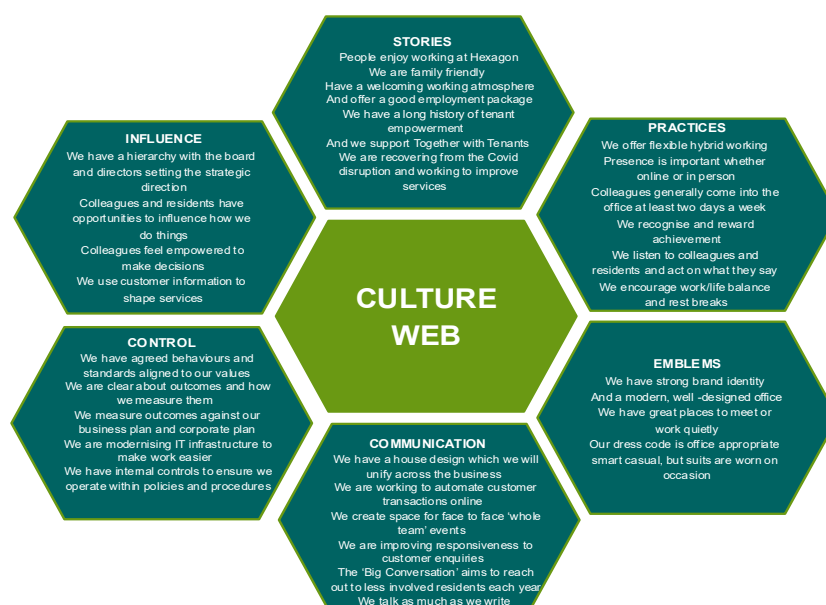 STORIES
People enjoy working at Hexagon
We are family friendly
Have a welcoming working atmosphere
And offer a good employment package
We have a long history of tenant
empowerment
And we support Together with Tenants
We are recovering from the Covid
disruption and working to improve
services
INFLUENCE
We have a hierarchy with the board
and directors setting the strategic
direction
Colleagues and residents have
opportunities to influence how we
do things
Colleagues feel empowered to
make decisions
We use customer information to
shape services
PRACTICES
We offer flexible hybrid working
Presence is important whether
online or in person
Colleagues generally come into the
office at least two days a week
We recognise and reward
achievement
We listen to colleagues and
residents and act on what they say
We encourage work/life balance
and rest breaks
CULTURE
WEB
CONTROL
We have agreed behaviours and
standards aligned to our values
We are clear about outcomes and how
we measure them
We measure outcomes against our
business plan and corporate plan
We are modernising IT infrastructure to
make work easier
We have internal controls to ensure we
operate within policies and procedures
EMBLEMS
We have strong brand identity
And a modern, well -designed office
We have great places to meet or
work quietly
Our dress code is office appropriate
smart casual, but suits are worn on
occasion
COMMUNICATION
We have a house design which we will
unify across the business
We are working to automate customer
transactions online
We create space for face to face ‘whole
team’ events
We are improving responsiveness to
customer enquiries
The ‘Big Conversation’ aims to reach
out to less involved residents each year
We talk as much as we write